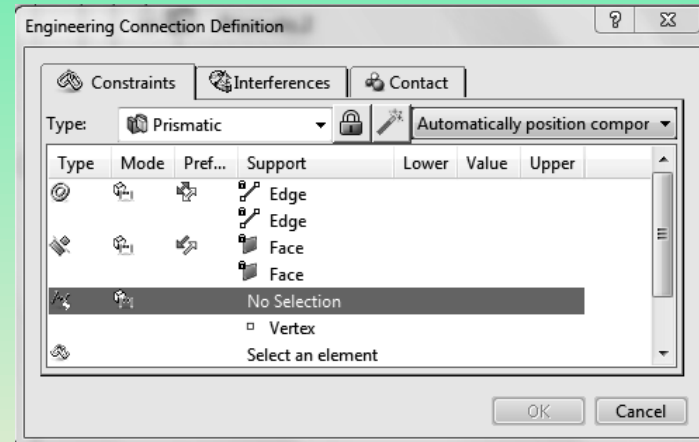 Engineering Connection Definition
Constraints Interferences Contact
Type: Prismatic Automatically position compor
Type Mode Pref... Support Lower Value Upper
Edge
Edge
Face
Face
No Selection
Vertex
Select an element
OK Cancel